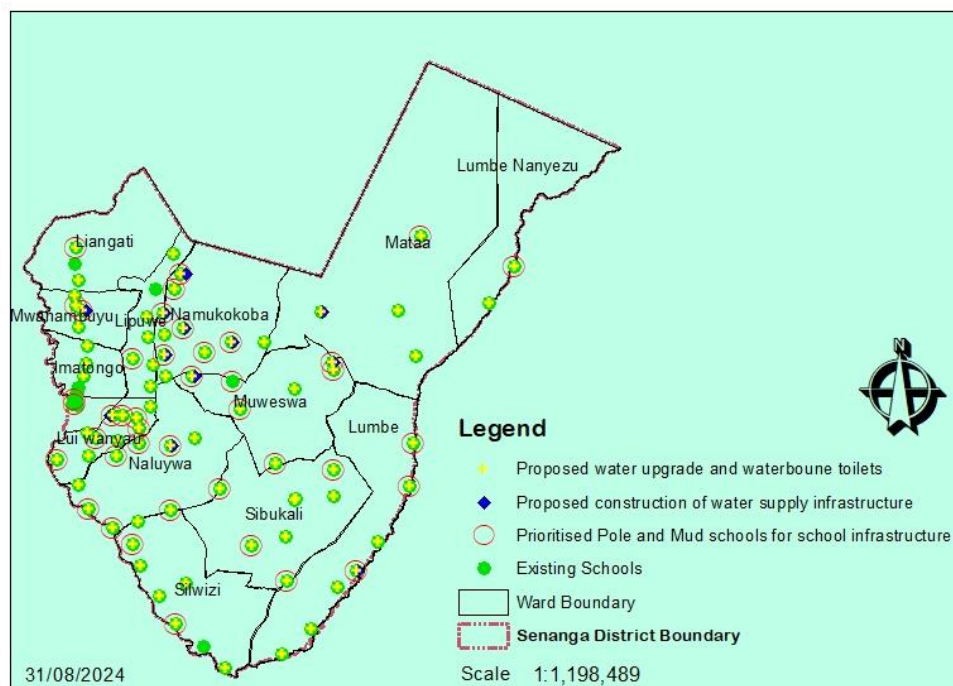 Lumbe Nanyezu
Liangati
Mataa
Mwanambuyu
Lipuwe
Namukokoba
Imatongo
Muweswa
Lumbe
Lui wanyau
Naluywa
Sibukali
Silwizi
N
Legend
Proposed water upgrade and waterboune toilets
Proposed construction of water supply infrastructure
Prioritised Pole and Mud schools for school infrastructure
Existing Schools
Ward Boundary
Senanga District Boundary
31/08/2024
Scale 1:1,198,489